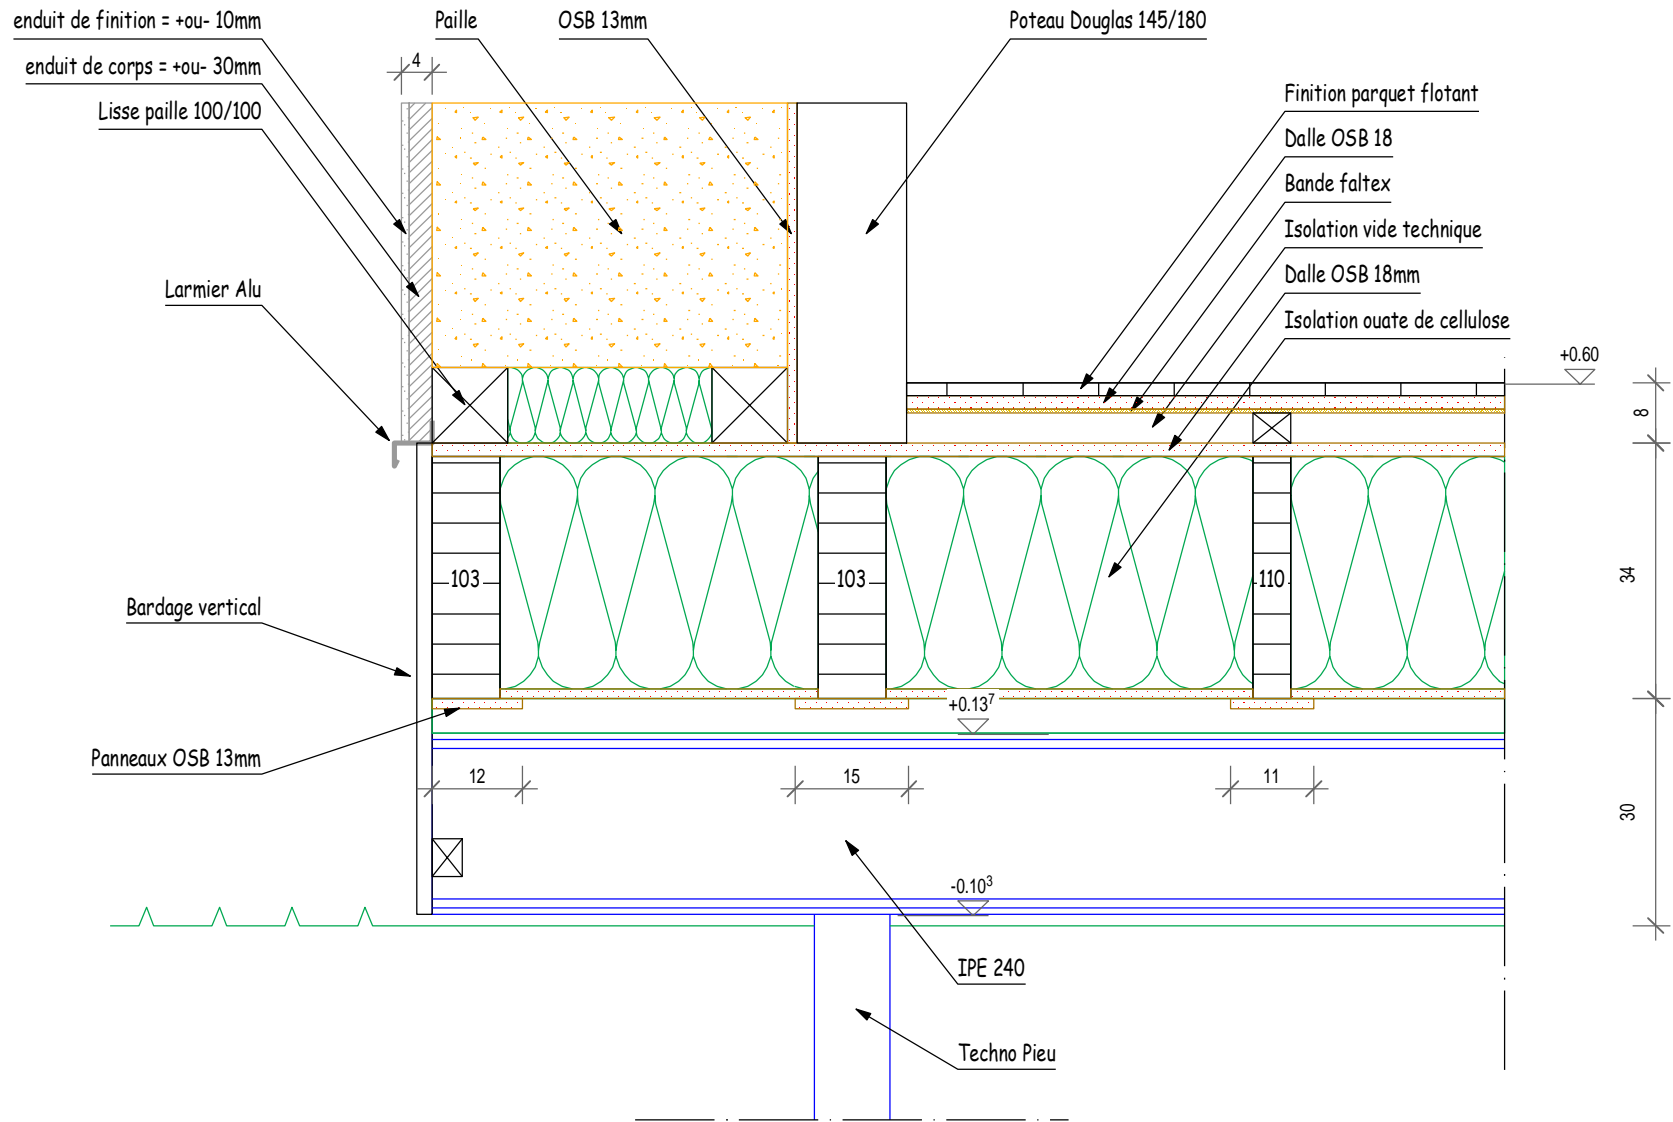 enduit de finition = +ou- 10mm
Paille
OSB 13mm
Poteau Douglas 145/180
enduit de corps = +ou- 30mm
4
Lisse paille 100/100
Finition parquet flotant
Dalle OSB 18
Bande faltex
Isolation vide technique
Dalle OSB 18mm
Isolation ouate de cellulose
Larmier Alu
+0.60
8
103
103
110
34
Bardage vertical
+0.13⁷
Panneaux OSB 13mm
12
15
11
30
-0.10³
IPE 240
Techno Pieu